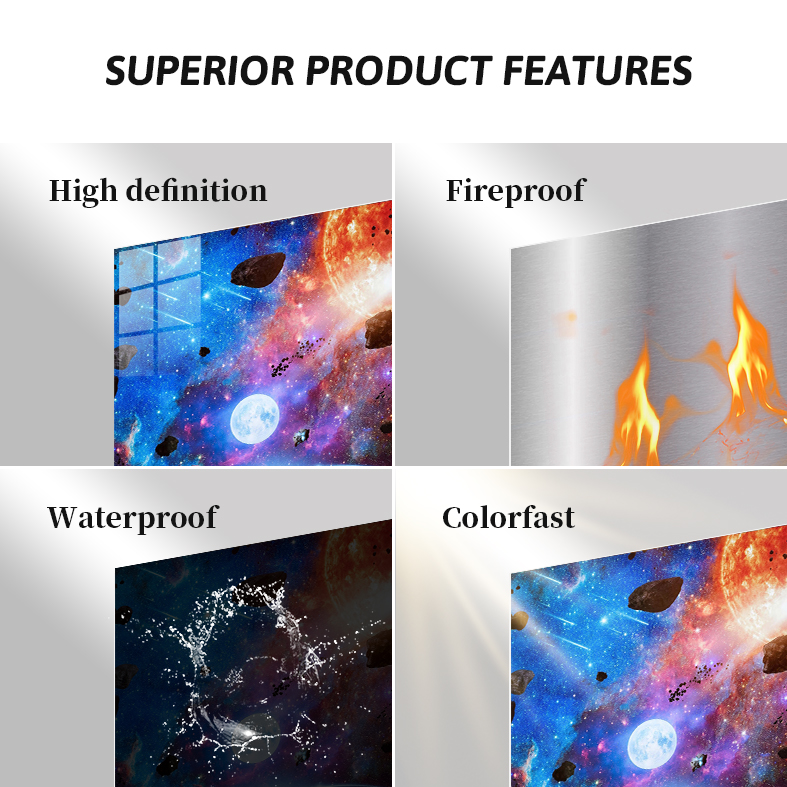 SUPERIOR PRODUCT FEATURES
High definition
Fireproof
Waterproof
Colorfast